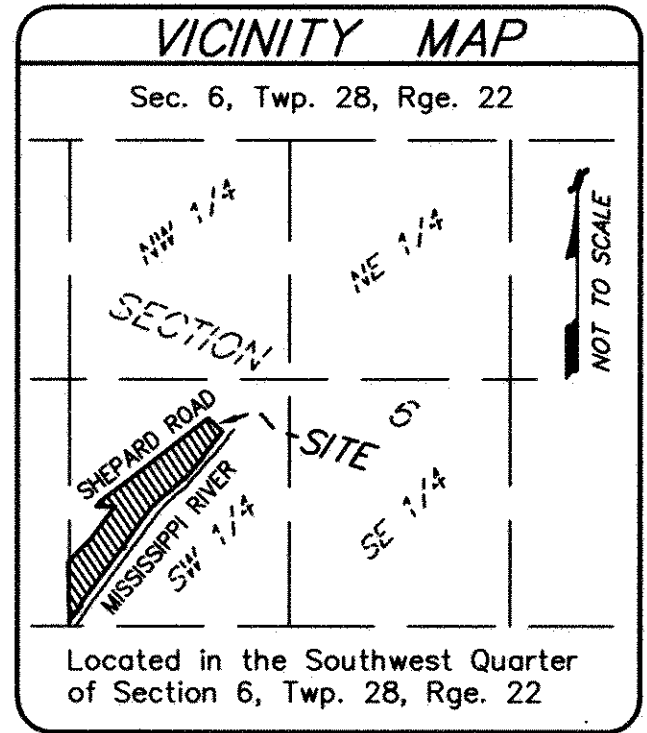 VICINITY MAP
Sec. 6, Twp. 28, Rge. 22
NW 1/4
NE 1/4
NOT TO SCALE
SECTION
6
SHEPARD ROAD
SITE
MISSISSIPPI RIVER
SW 1/4
SE 1/4
Located in the Southwest Quarter
of Section 6, Twp. 28, Rge. 22